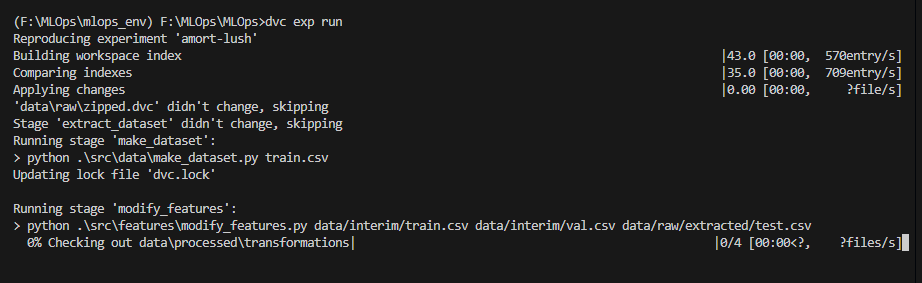 (F:\MLOps\mlops_env) F:\MLOps\MLOps>dvc exp run
Reproducing experiment 'amort-lush'
Building workspace index |43.0 [00:00, 570entry/s]
Comparing indexes |35.0 [00:00, 709entry/s]
Applying changes |0.00 [00:00, ?file/s]
'data\raw\zipped.dvc' didn't change, skipping
Stage 'extract_dataset' didn't change, skipping
Running stage 'make_dataset':
> python .\src\data\make_dataset.py train.csv
Updating lock file 'dvc.lock'
Running stage 'modify_features':
> python .\src\features\modify_features.py data/interim/train.csv data/interim/val.csv data/raw/extracted/test.csv
0% Checking out data\processed\transformations| |0/4 [00:00<?, ?files/s]